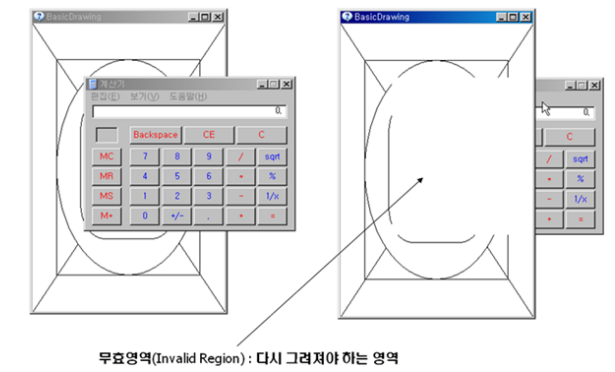 BasicDrawing
계산기
편집(E) 보기(V) 도움말(H)
0.
Backspace CE C
MC 7 8 9 / sqrt
MR 4 5 6 * %
MS 1 2 3 - 1/x
M+ 0 +/- . + =
BasicDrawing
0.
C
/ sqrt
* %
- 1/x
+ =
무효영역(Invalid Region) : 다시 그려져야 하는 영역